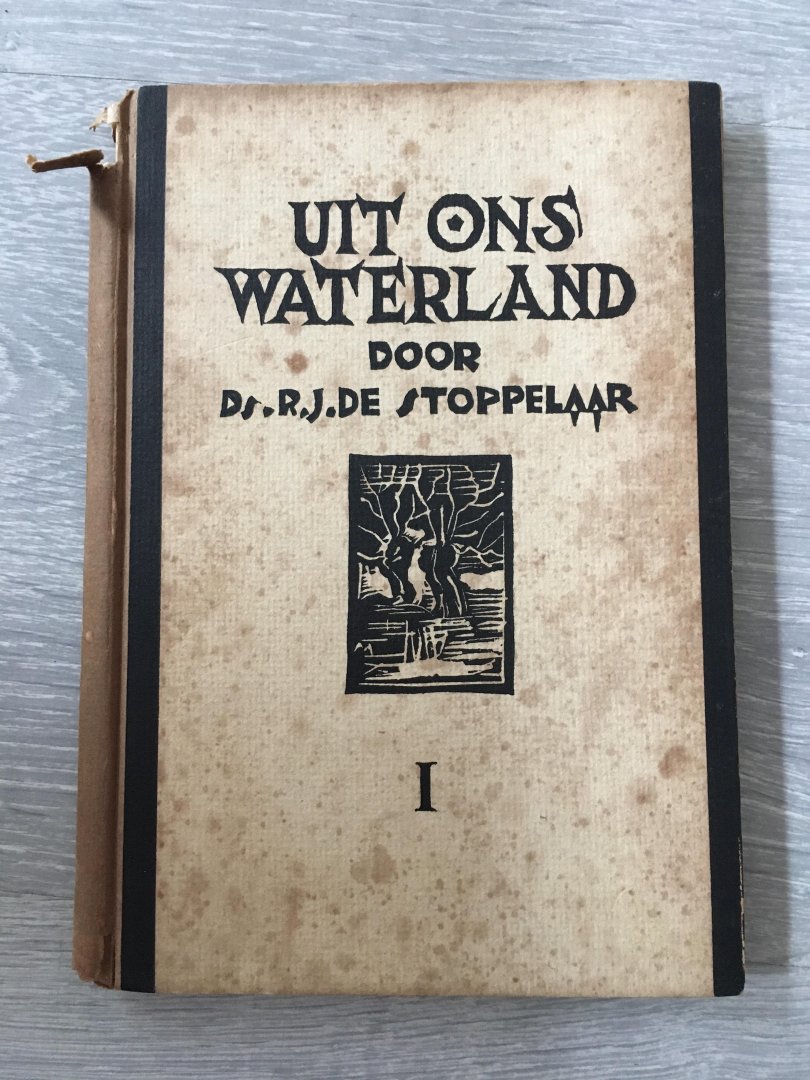 UIT ONS
WATERLAND
DOOR
Ds. R.J. DE STOPPELAAR
I